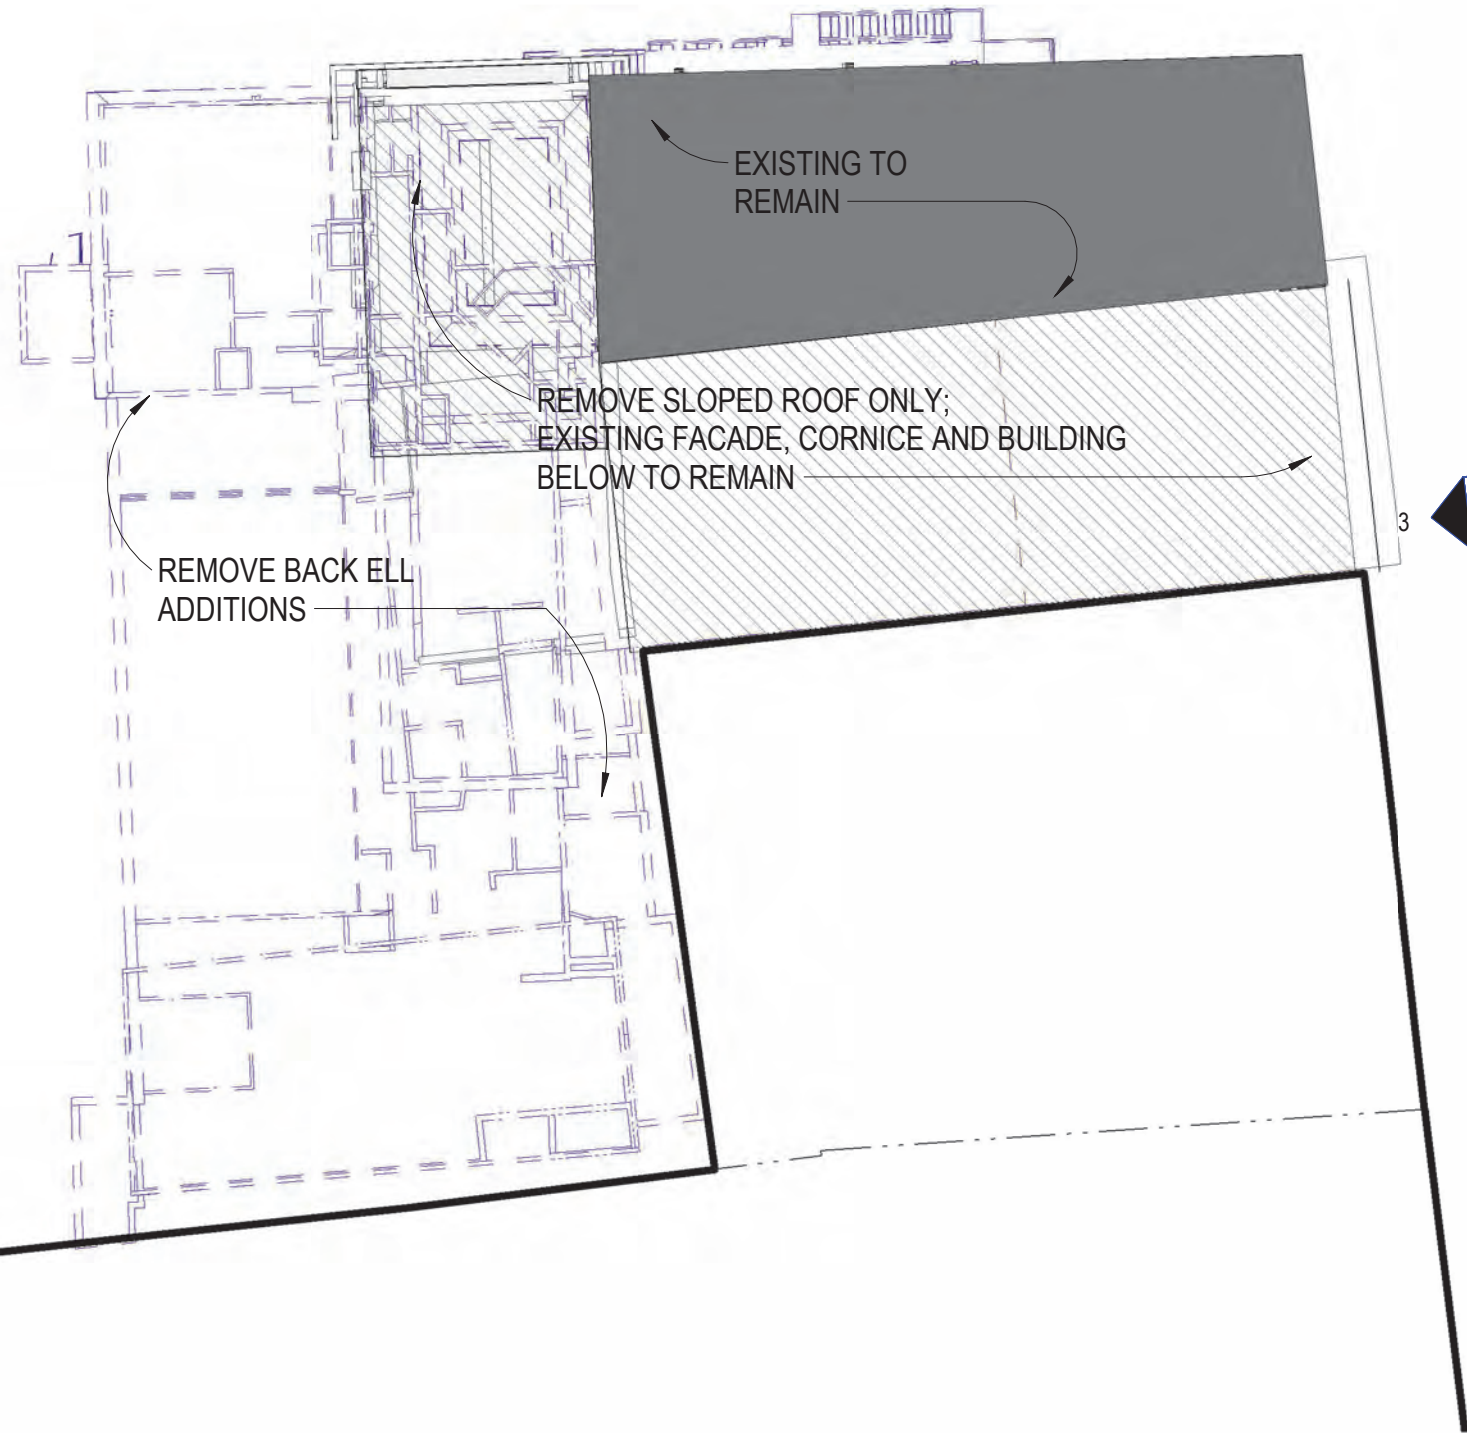 EXISTING TO
REMAIN
REMOVE SLOPED ROOF ONLY;
EXISTING FACADE, CORNICE AND BUILDING
BELOW TO REMAIN
3
REMOVE BACK ELL
ADDITIONS